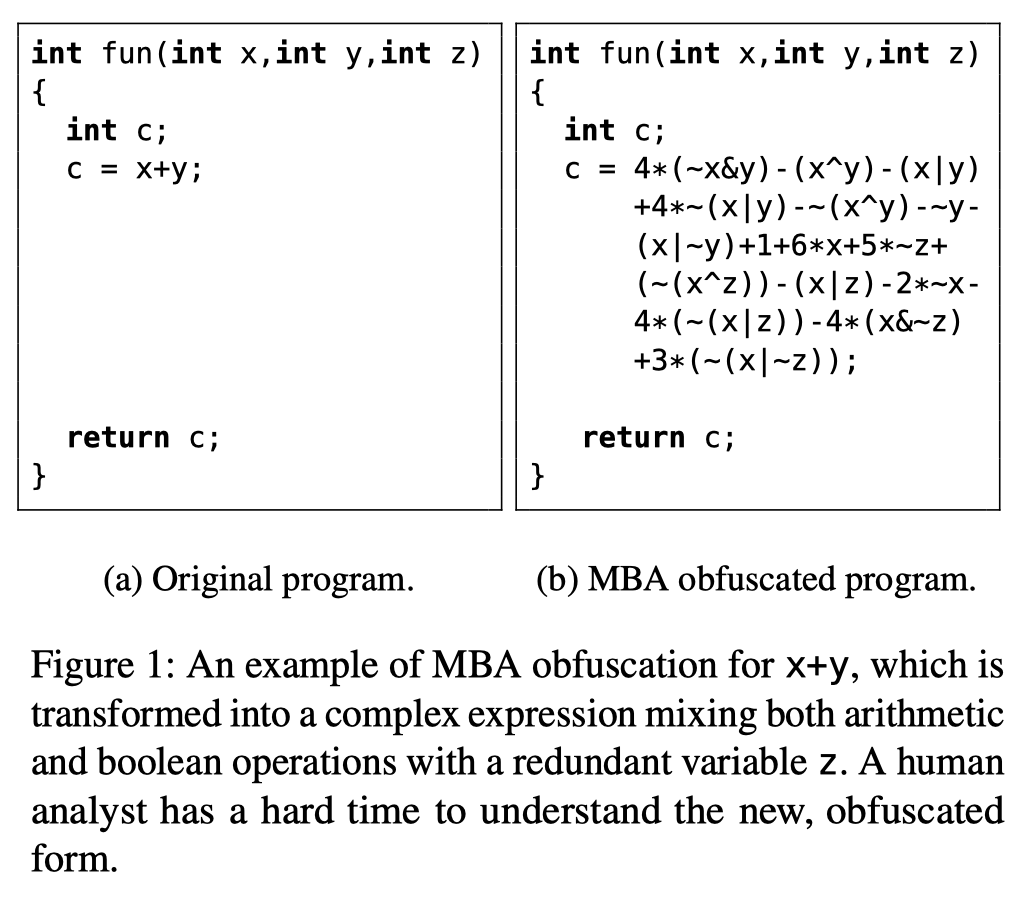 int fun(int x,int y,int z)
{
int c;
c = x+y;
return c;
}
(a) Original program.
int fun(int x,int y,int z)
{
int c;
c = 4*(~x&y)-(x^y)-(x|y)
+4*~(x|y)-~(x^y)-~y-
(x|~y)+1+6*x+5*~z+
(~(x^z))-(x|z)-2*~x-
4*(~(x|z))-4*(x&~z)
+3*(~(x|~z));
return c;
}
(b) MBA obfuscated program.
Figure 1: An example of MBA obfuscation for x+y, which is
transformed into a complex expression mixing both arithmetic
and boolean operations with a redundant variable z. A human
analyst has a hard time to understand the new, obfuscated
form.